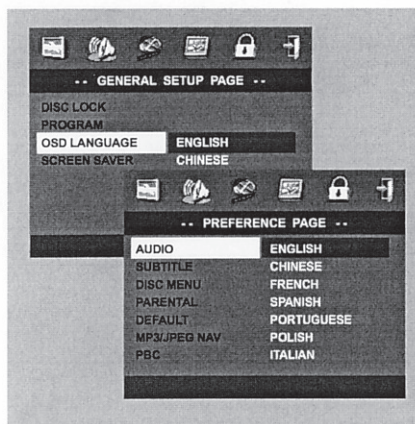 -- GENERAL SETUP PAGE --
DISC LOCK
PROGRAM
OSD LANGUAGE ENGLISH
SCREEN SAVER CHINESE
-- PREFERENCE PAGE --
AUDIO ENGLISH
SUBTITLE CHINESE
DISC MENU FRENCH
PARENTAL SPANISH
DEFAULT PORTUGUESE
MP3/JPEG NAV POLISH
PBC ITALIAN